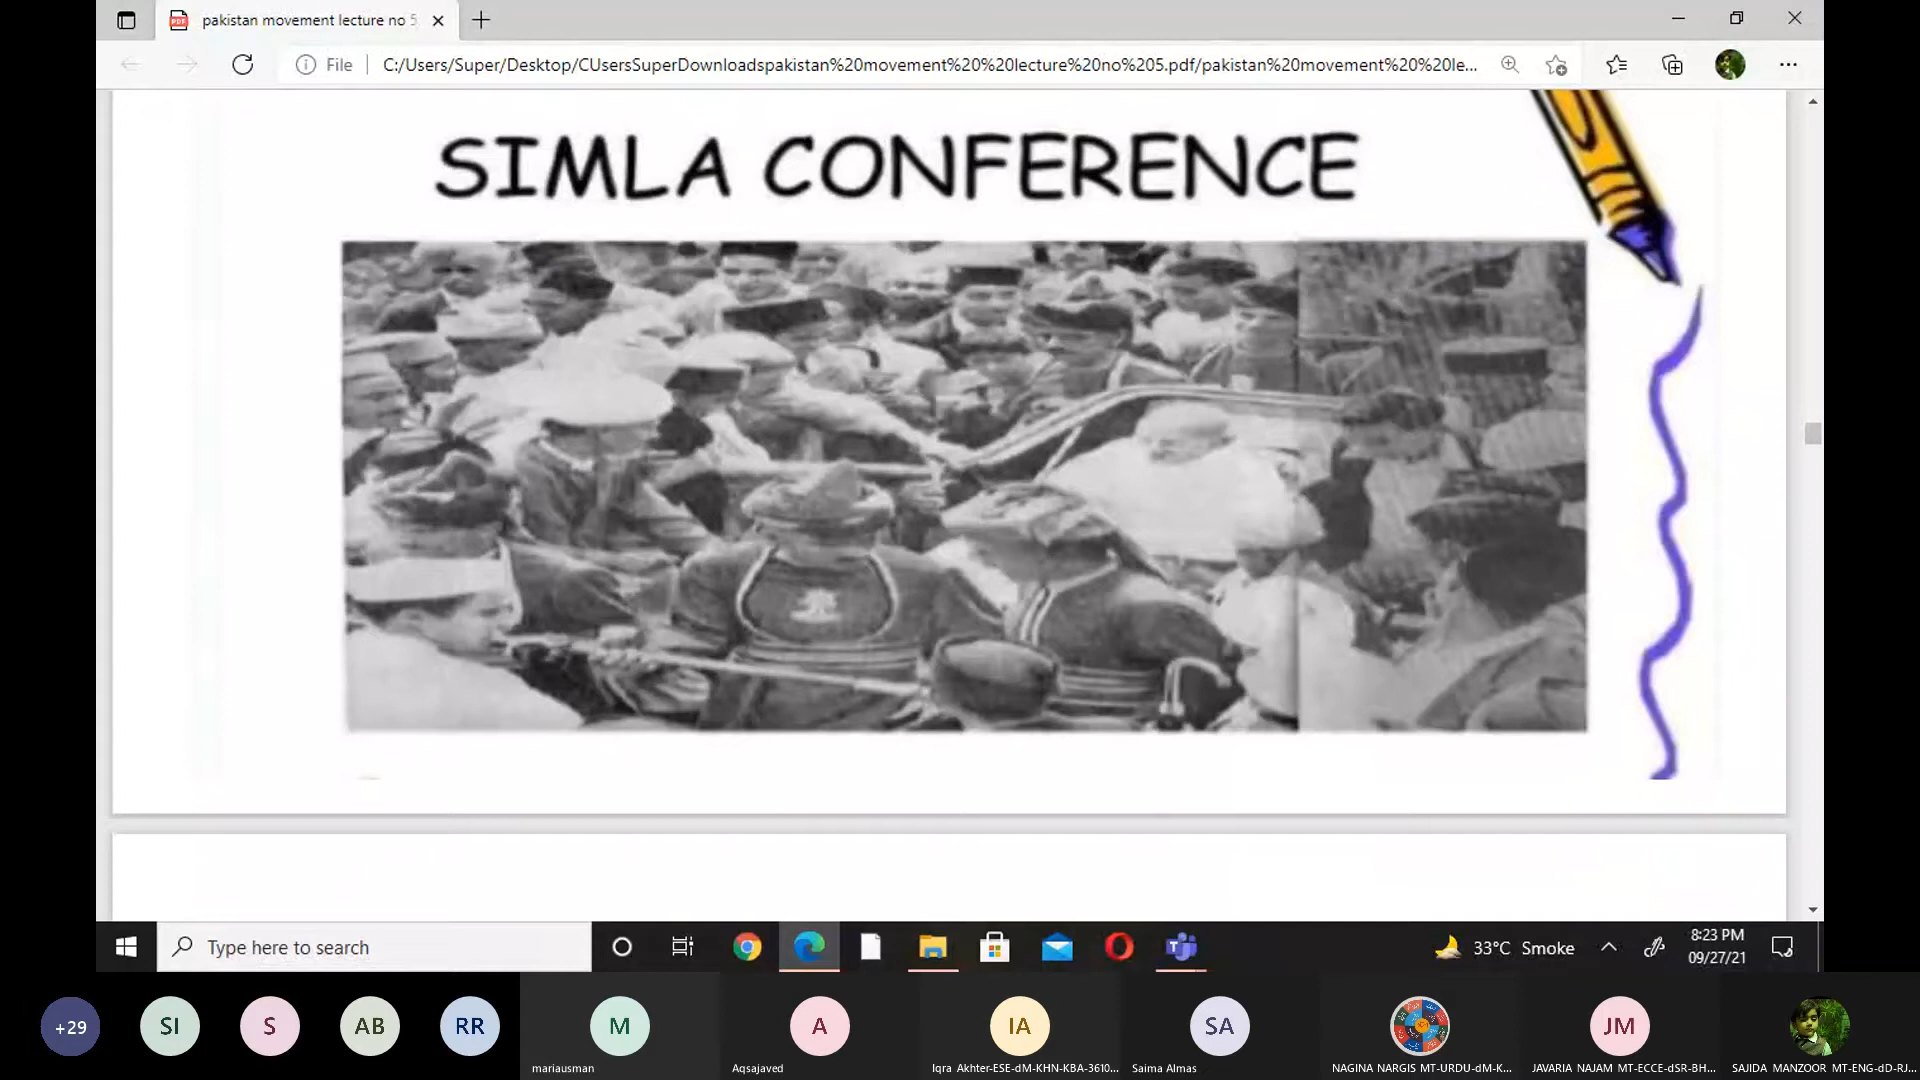 pakistan movement lecture no 5
File
C:/Users/Super/Desktop/CUsersSuperDownloadspakistan%20movement%20%20lecture%20no%205.pdf/pakistan%20movement%20%20le...
SIMLA CONFERENCE
Type here to search
33°C Smoke
8:23 PM
09/27/21
+29
SI
S
AB
RR
M
A
IA
SA
JM
mariausman
Aqsajaved
Iqra Akhter-ESE-dM-KHN-KBA-3610...
Saima Almas
NAGINA NARGIS MT-URDU-dM-K...
JAVARIA NAJAM MT-ECCE-dSR-BH...
SAJIDA MANZOOR MT-ENG-dD-RJ...